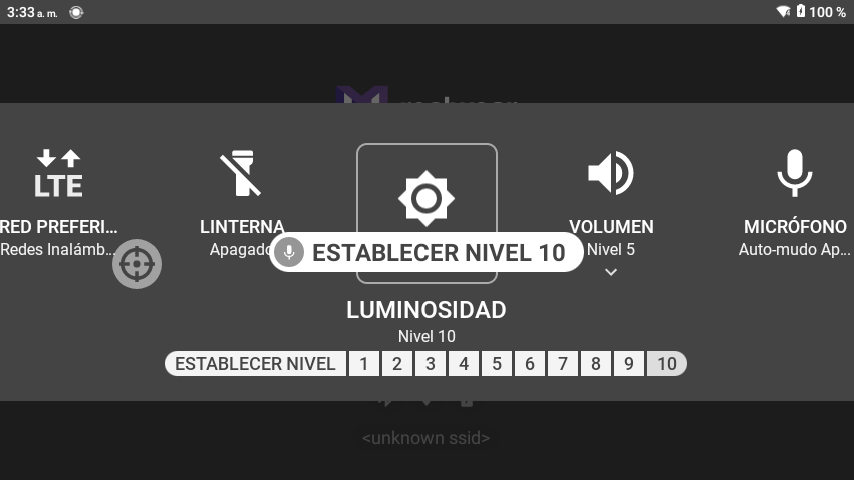 3:33 a. m.
100 %
LTE
RED PREFERI...
Redes Inalámb...
LINTERNA
Apagado
VOLUMEN
Nivel 5
MICRÓFONO
Auto-mudo Ap...
ESTABLECER NIVEL 10
LUMINOSIDAD
Nivel 10
ESTABLECER NIVEL 1 2 3 4 5 6 7 8 9 10
<unknown ssid>